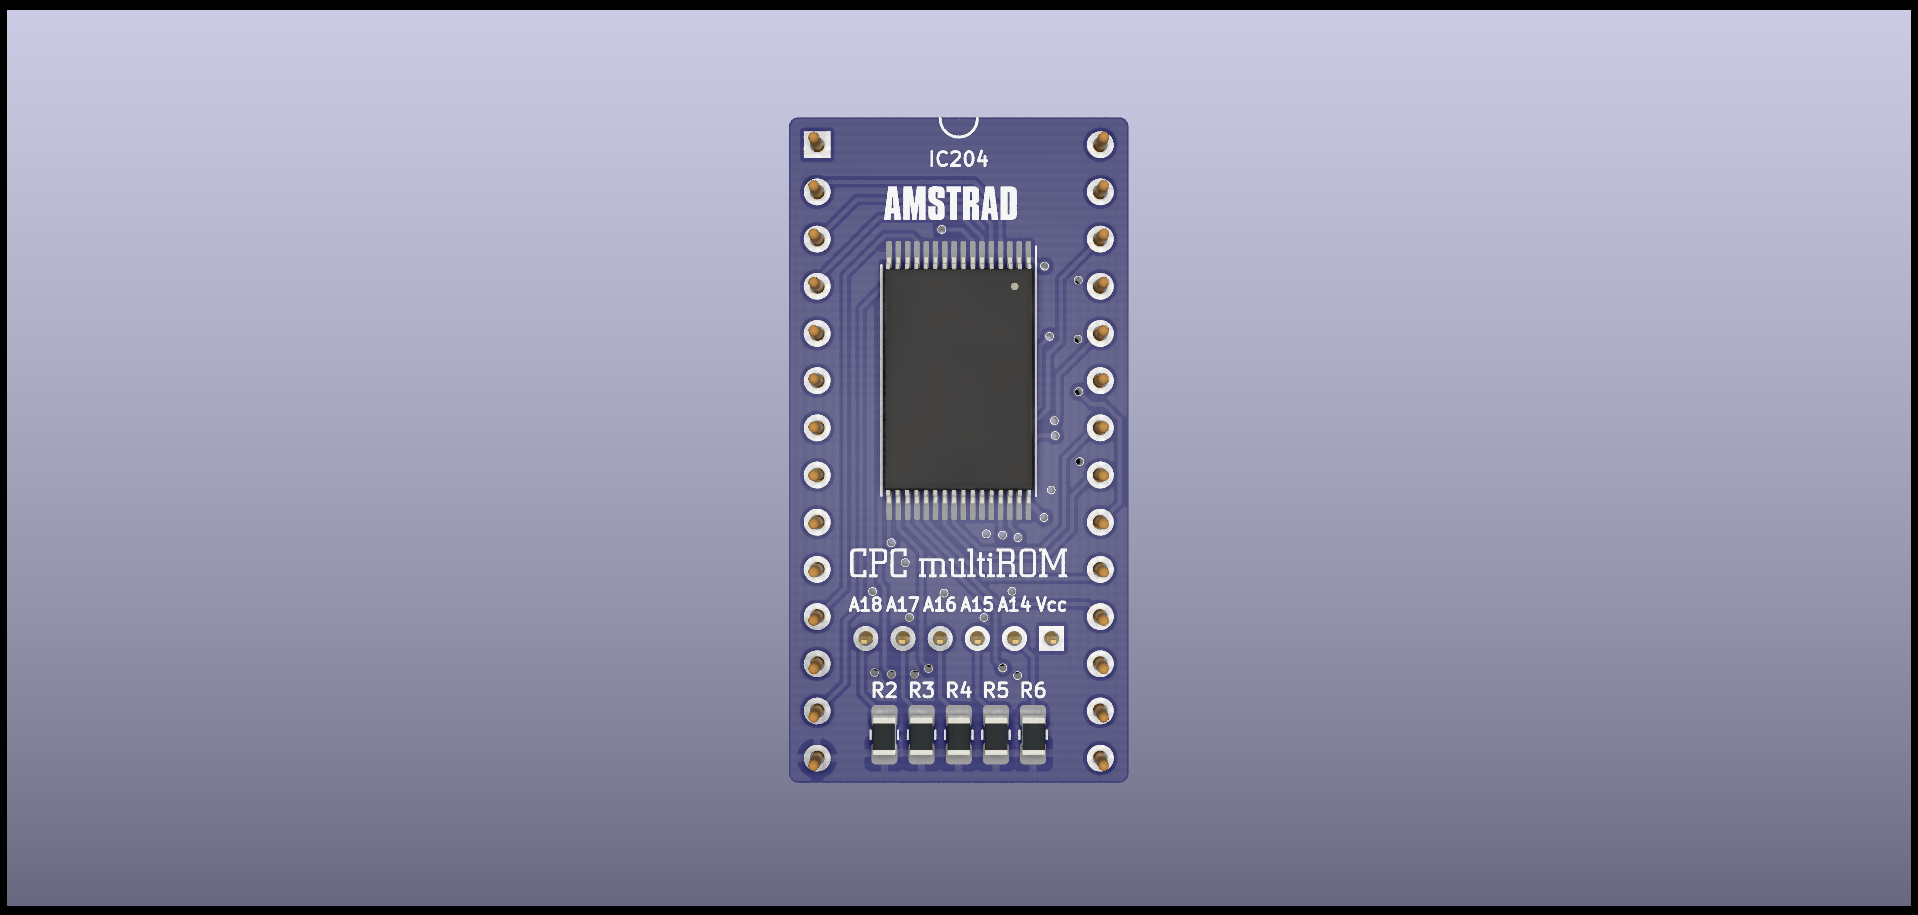 IC204
AMSTRAD
CPC multiROM
A18 A17 A16 A15 A14 Vcc
R2 R3 R4 R5 R6